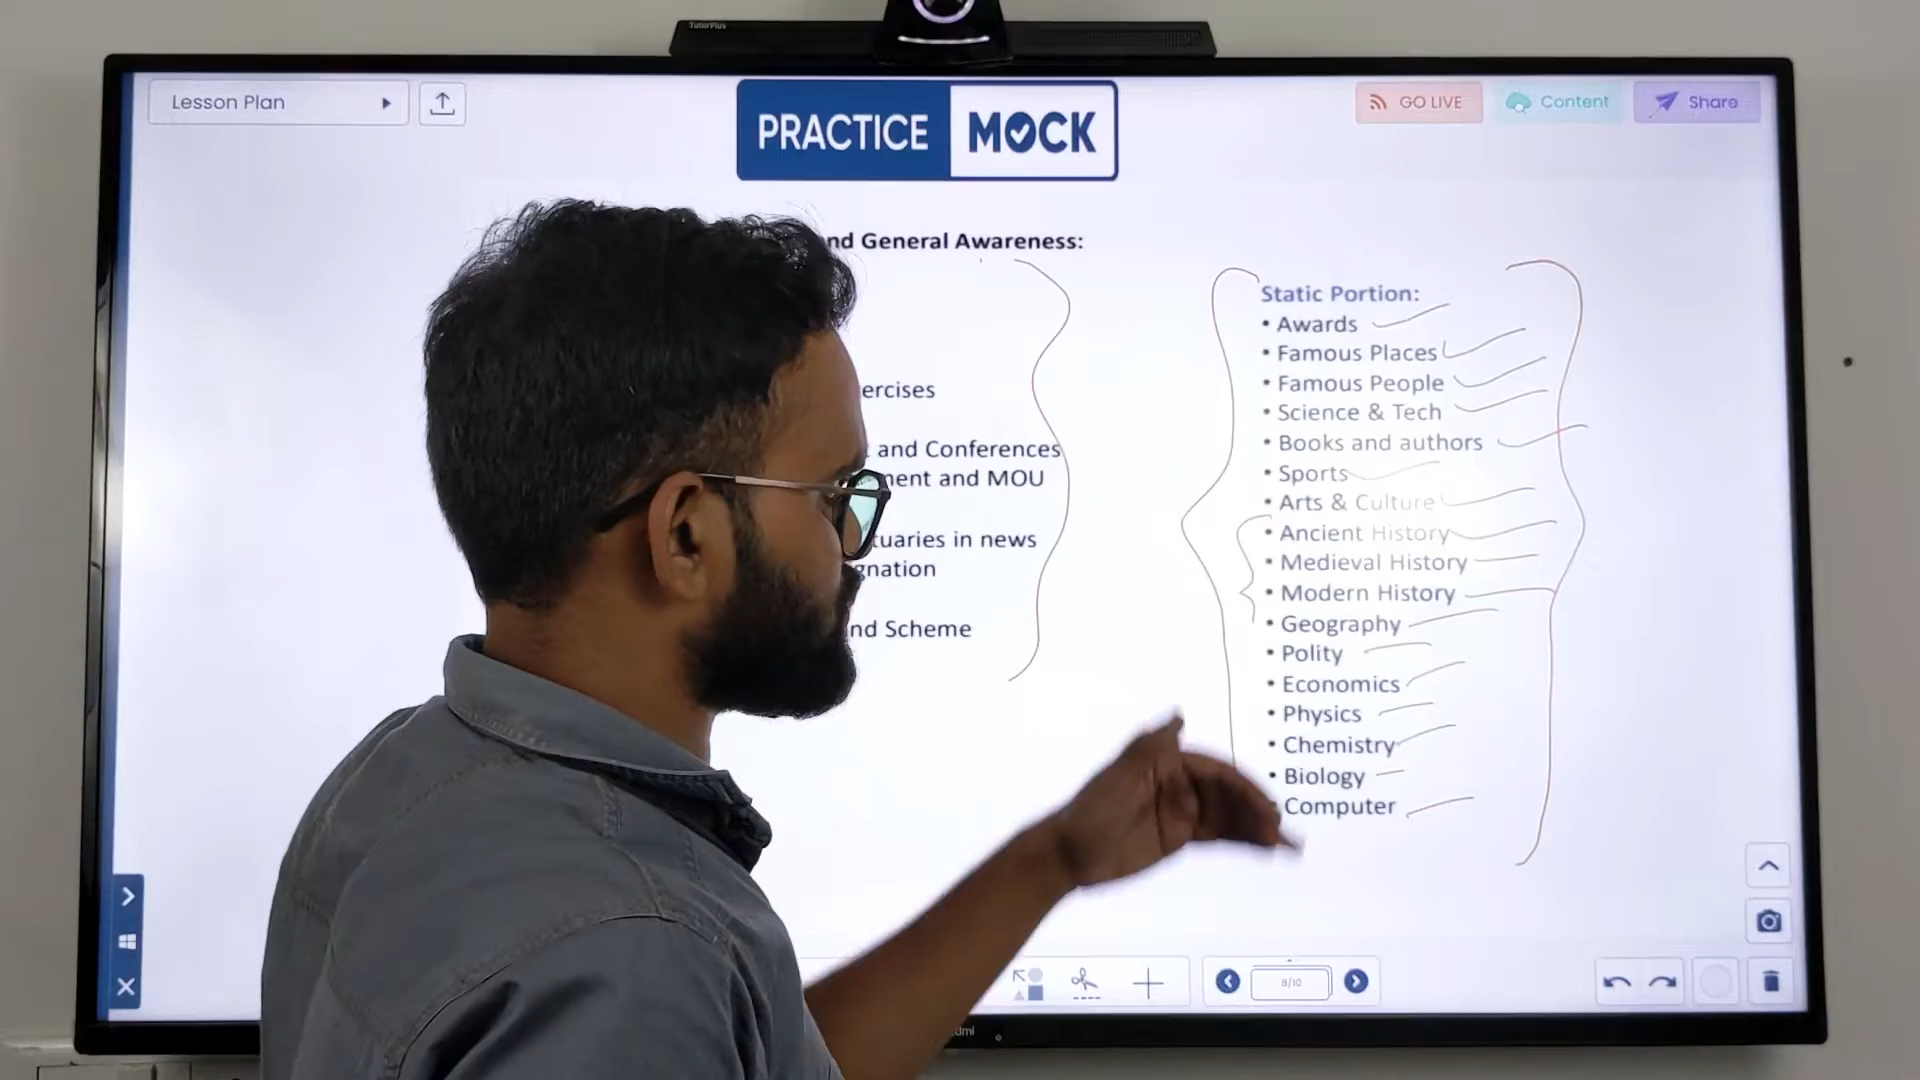 TutorPlus
Lesson Plan
PRACTICE MOCK
GO LIVE
Content
Share
nd General Awareness:
ercises
and Conferences
ment and MOU
tuaries in news
gnation
nd Scheme
Static Portion:
• Awards
• Famous Places
• Famous People
• Science & Tech
• Books and authors
• Sports
• Arts & Culture
• Ancient History
• Medieval History
• Modern History
• Geography
• Polity
• Economics
• Physics
• Chemistry
• Biology
• Computer
8/10